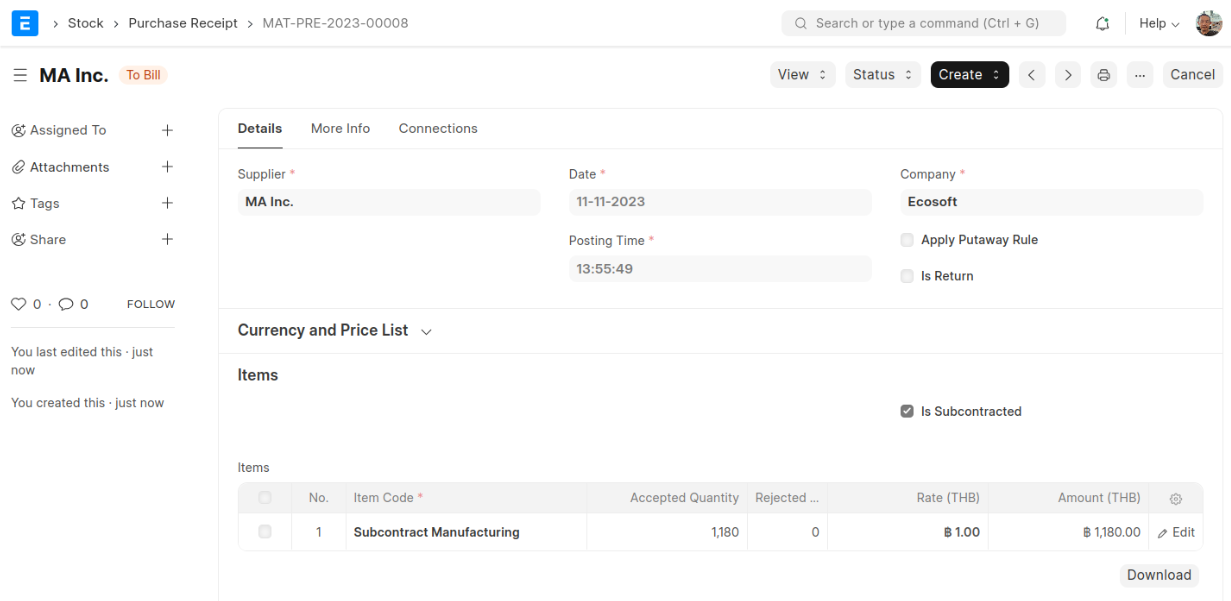 E › Stock › Purchase Receipt › MAT-PRE-2023-00008 Search or type a command (Ctrl + G) Help
MA Inc. To Bill View Status Create ... Cancel
Assigned To +
Attachments +
Tags +
Share +
0 · 0 FOLLOW
You last edited this · just
now
You created this · just now
Details More Info Connections
Supplier * Date * Company *
MA Inc. 11-11-2023 Ecosoft
Posting Time * Apply Putaway Rule
13:55:49 Is Return
Currency and Price List
Items
Is Subcontracted
Items
No. Item Code * Accepted Quantity Rejected ... Rate (THB) Amount (THB)
1 Subcontract Manufacturing 1,180 0 ฿ 1.00 ฿ 1,180.00 Edit
Download